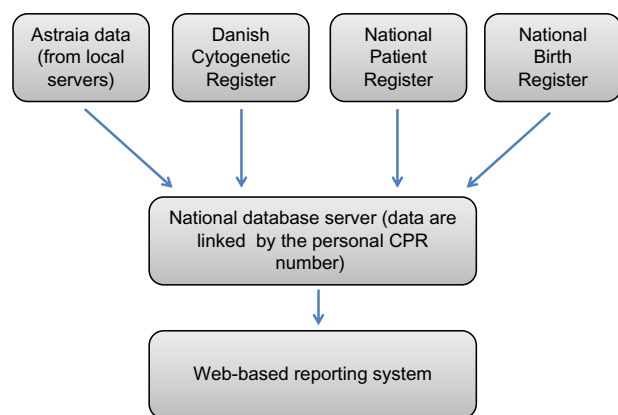 Astraia data
(from local
servers)
Danish
Cytogenetic
Register
National
Patient
Register
National
Birth
Register
National database server (data are
linked by the personal CPR
number)
Web-based reporting system